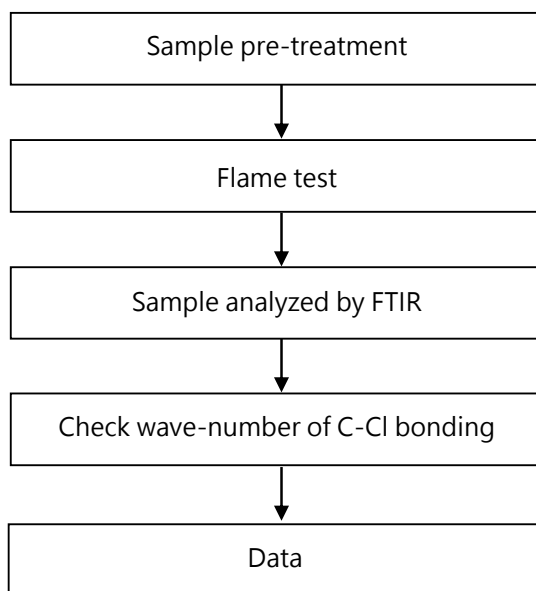 Sample pre-treatment
Flame test
Sample analyzed by FTIR
Check wave-number of C-Cl bonding
Data